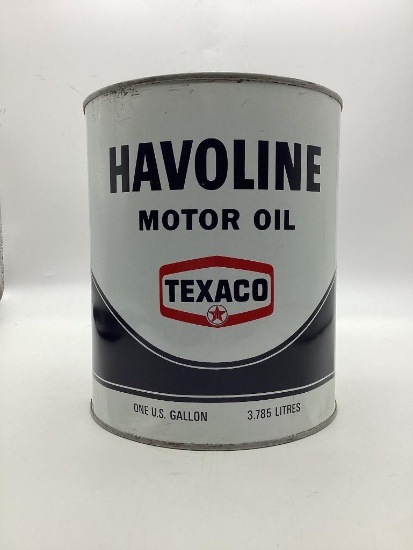 HAVOLINE
MOTOR OIL
TEXACO
ONE U.S. GALLON 3.785 LITRES